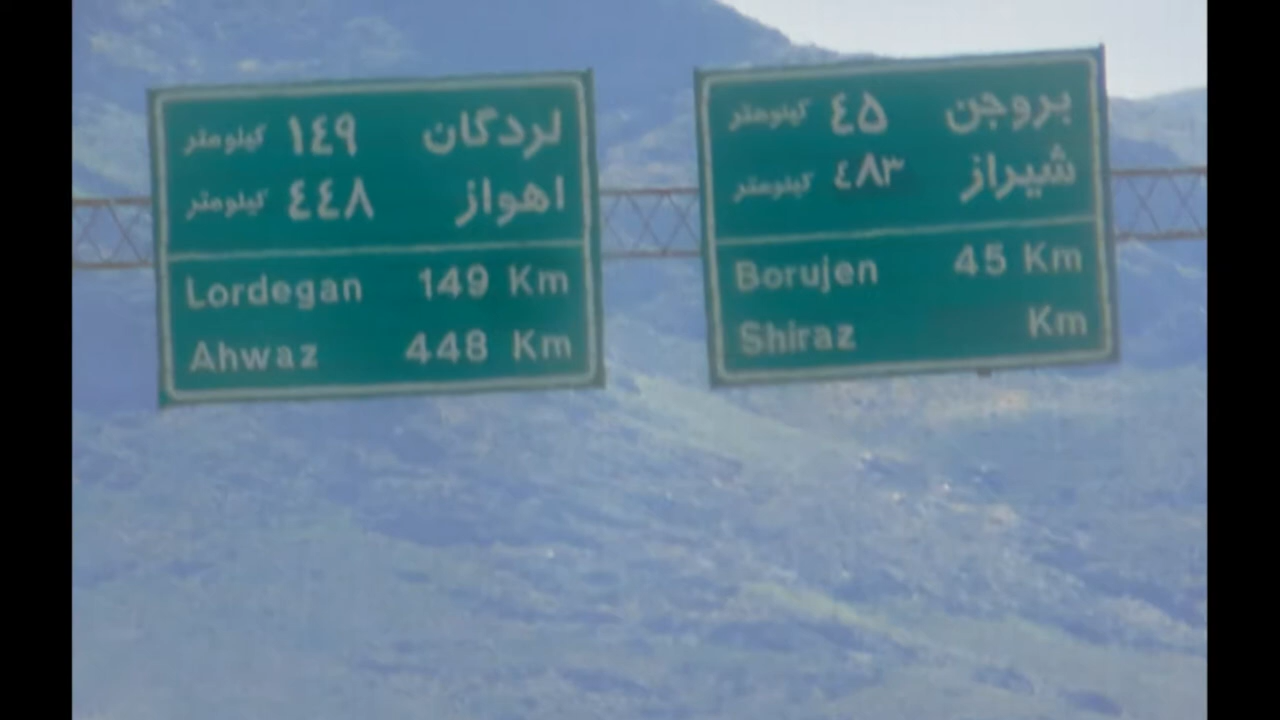 لردگان ١٤٩ کیلومتر
اهواز ٤٤٨ کیلومتر
Lordegan 149 Km
Ahwaz 448 Km
بروجن ٤۵ کیلومتر
شیراز ٤٨٣ کیلومتر
Borujen 45 Km
Shiraz Km